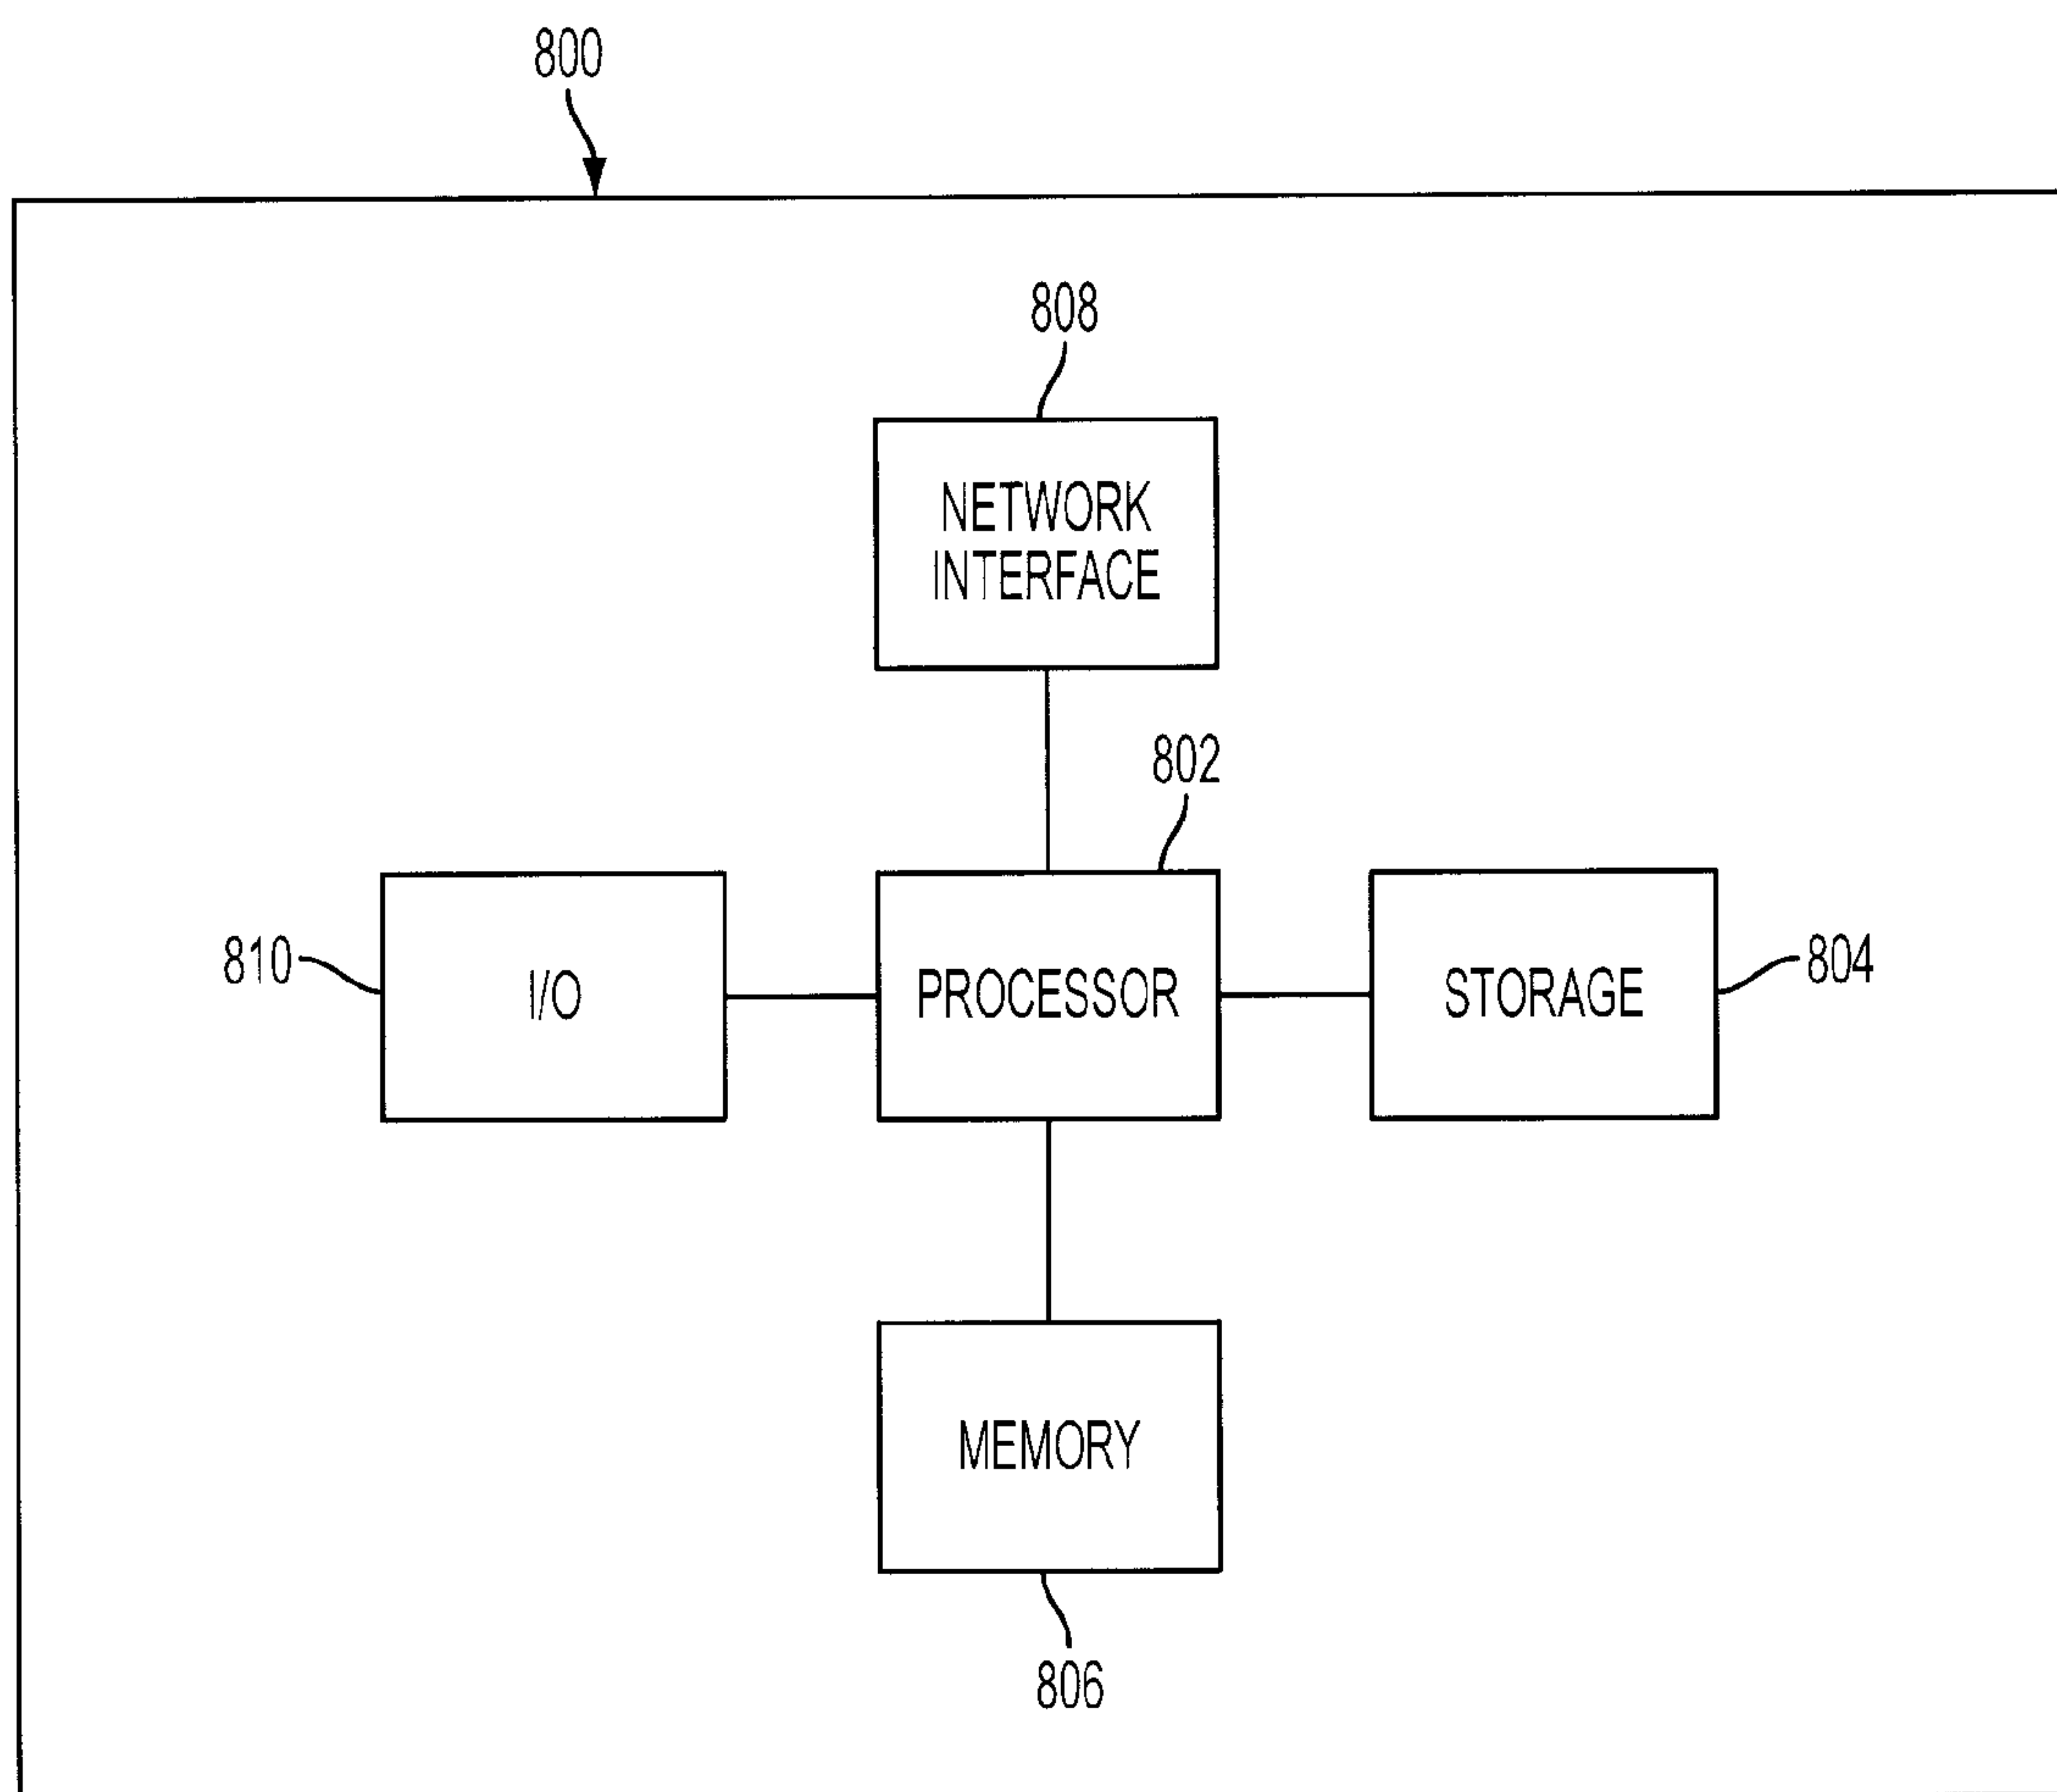 800
808
NETWORK
INTERFACE
802
810
I/O
PROCESSOR
STORAGE
804
MEMORY
806